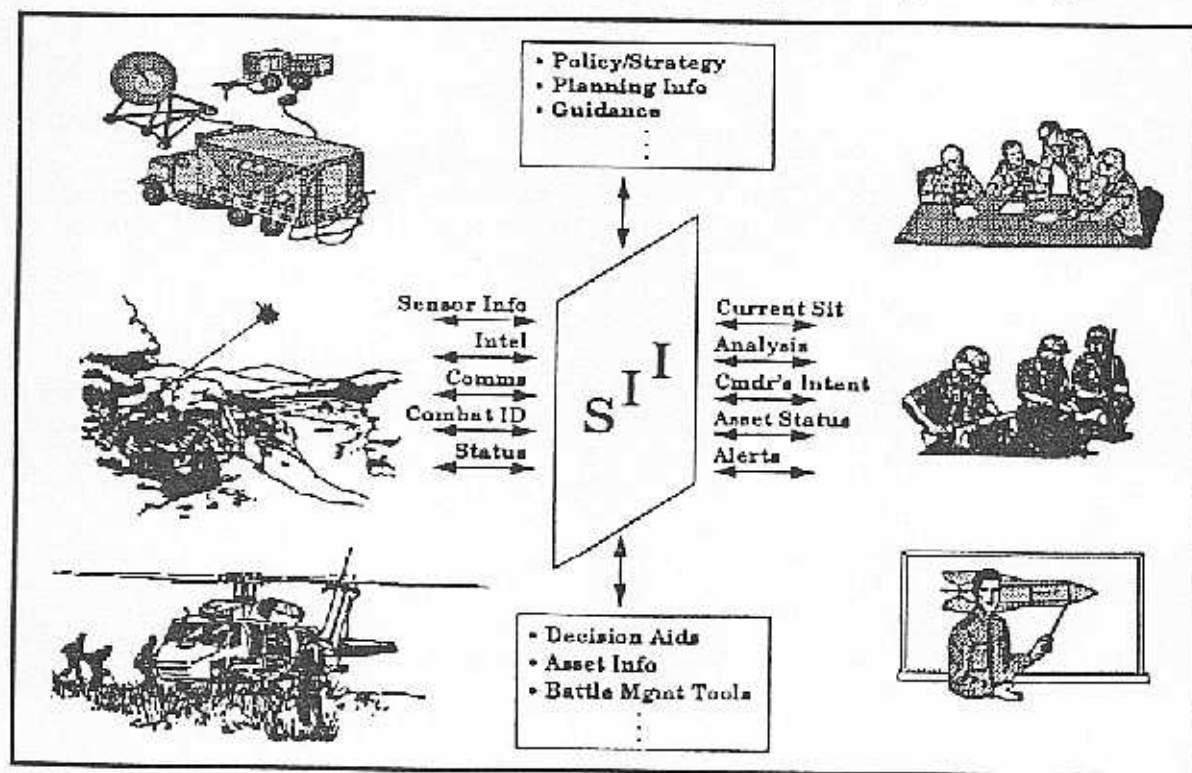 • Policy/Strategy
• Planning Info
• Guidance
Sensor Info
Intel
Comms
Combat ID
Status
SII
Current Sit
Analysis
Cmdr's Intent
Asset Status
Alerts
• Decision Aids
• Asset Info
• Battle Mgmt Tools